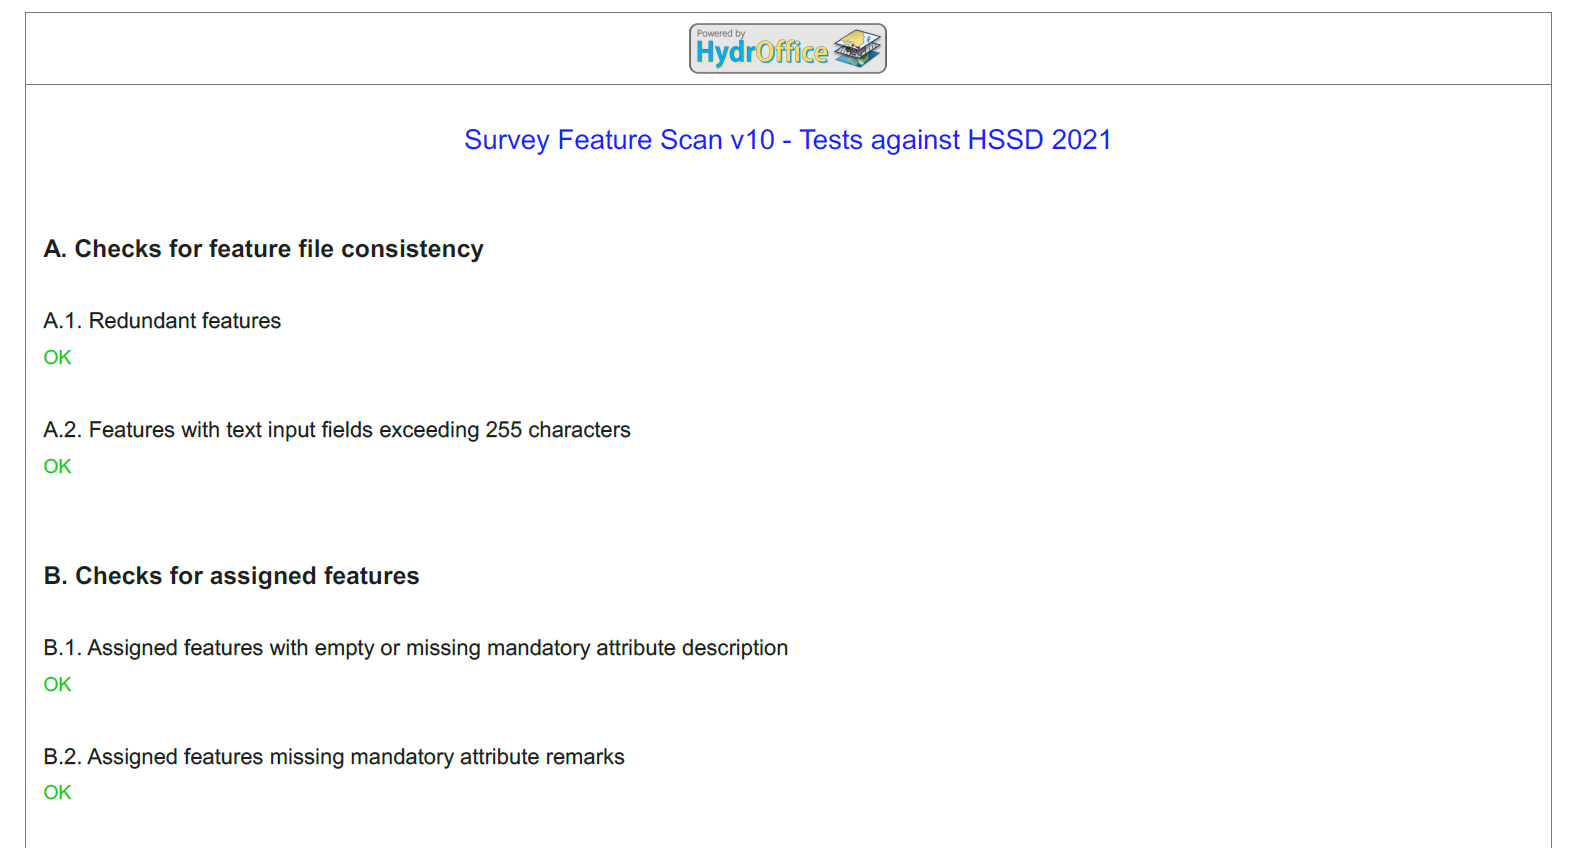 Powered by
HydrOffice
Survey Feature Scan v10 - Tests against HSSD 2021
A. Checks for feature file consistency
A.1. Redundant features
OK
A.2. Features with text input fields exceeding 255 characters
OK
B. Checks for assigned features
B.1. Assigned features with empty or missing mandatory attribute description
OK
B.2. Assigned features missing mandatory attribute remarks
OK